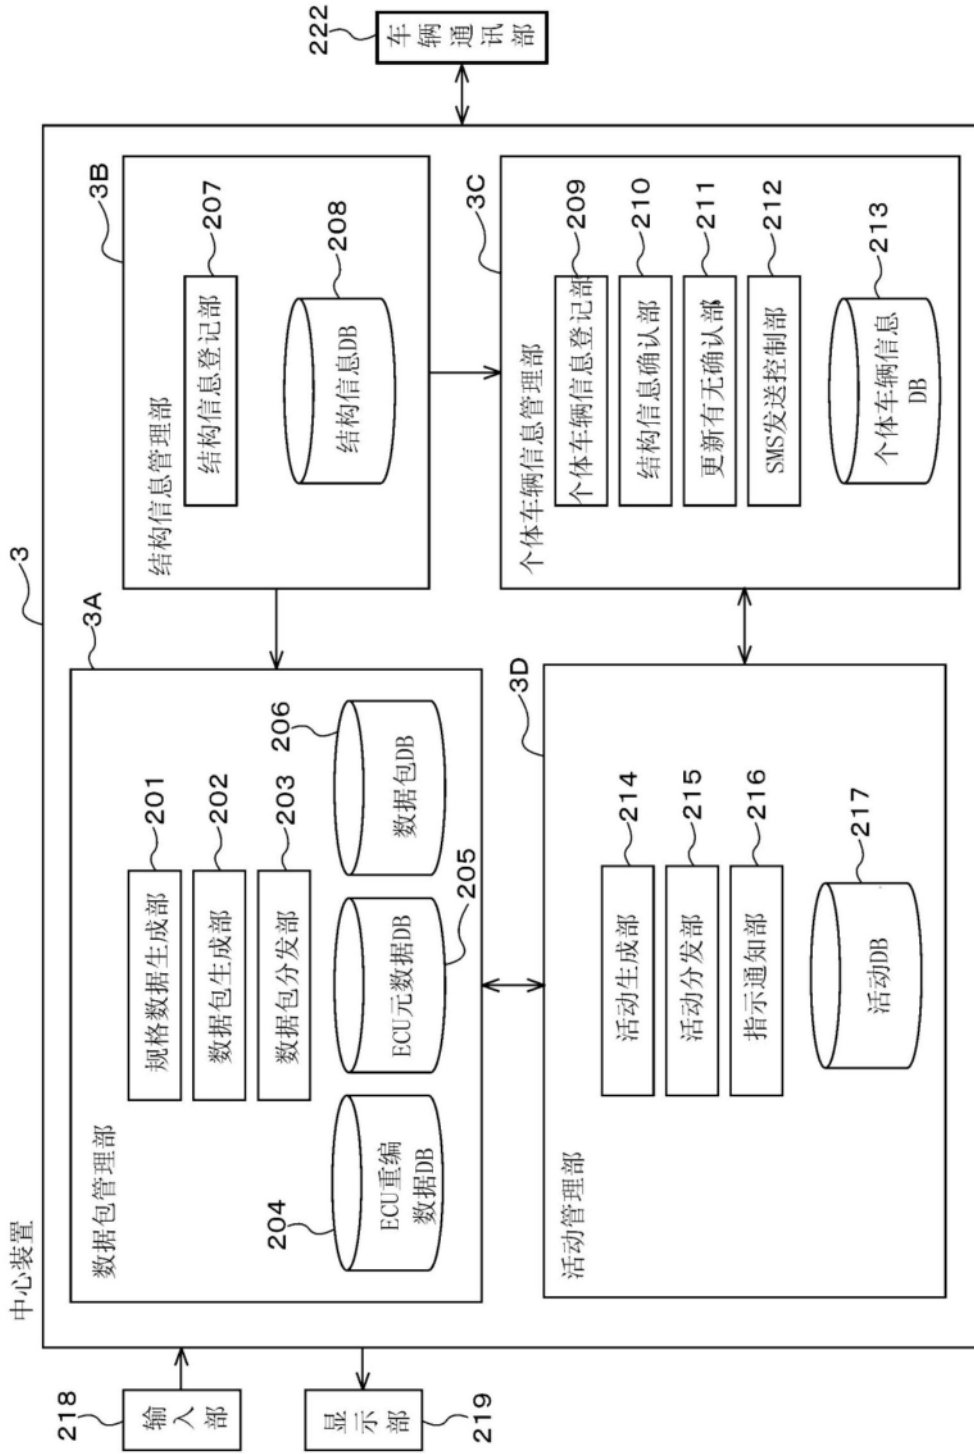 中心装置
3
数据包管理部
3A
规格数据生成部
201
数据包生成部
202
数据包分发部
203
204
ECU重编
数据DB
ECU元数据DB
205
数据包DB
206
结构信息管理部
3B
结构信息登记部
207
结构信息DB
208
活动管理部
3D
活动生成部
214
活动分发部
215
指示通知部
216
活动DB
217
个体车辆信息管理部
3C
个体车辆信息登记部
209
结构信息确认部
210
更新有无确认部
211
SMS发送控制部
212
个体车辆信息
DB
213
218
输入部
显示部
219
222
车辆通讯部